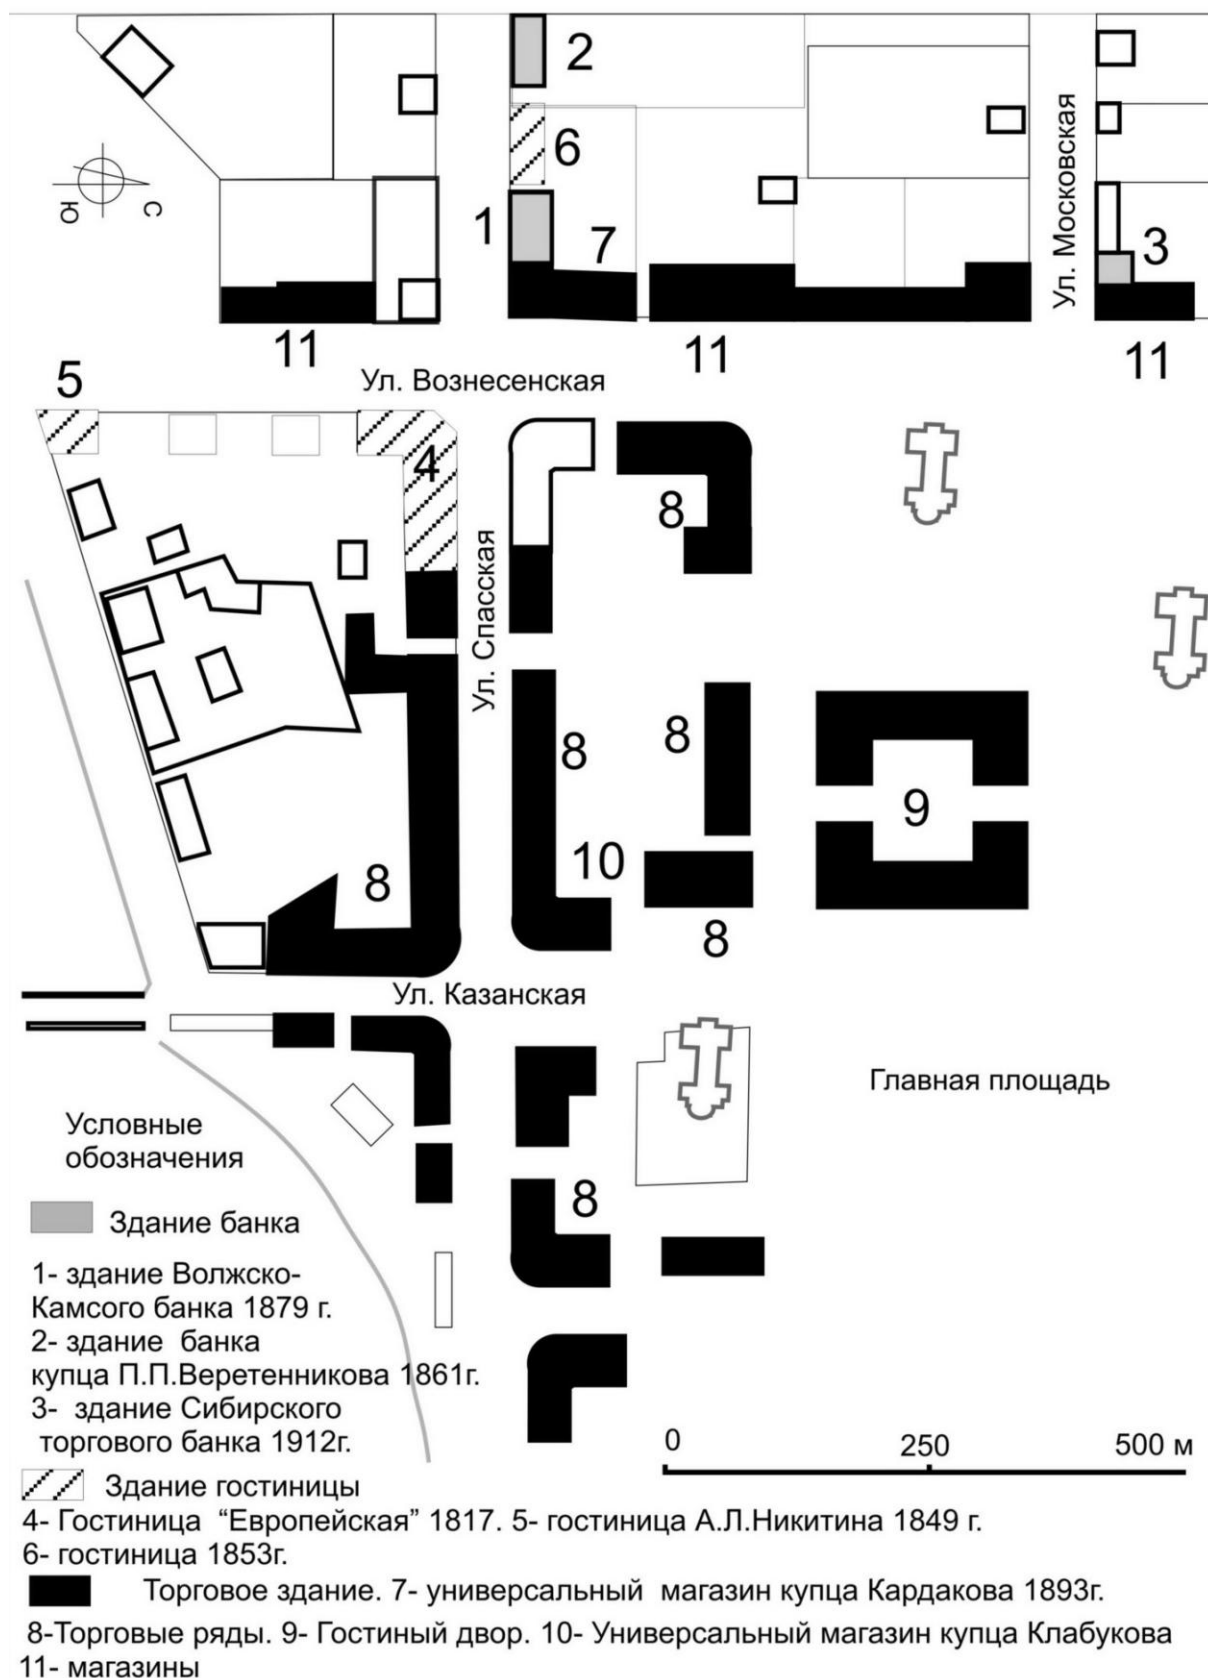 2
6
1
7
Ул. Московская
3
Ю
С
11
11
11
5
Ул. Вознесенская
4
8
Ул. Спасская
8
8
9
10
8
8
Ул. Казанская
Главная площадь
8
Условные
обозначения
Здание банка
1- здание Волжско-
Камсого банка 1879 г.
2- здание банка
купца П.П.Веретенникова 1861г.
3- здание Сибирского
торгового банка 1912г.
0 250 500 м
Здание гостиницы
4- Гостиница “Европейская” 1817. 5- гостиница А.Л.Никитина 1849 г.
6- гостиница 1853г.
Торговое здание. 7- универсальный магазин купца Кардакова 1893г.
8-Торговые ряды. 9- Гостиный двор. 10- Универсальный магазин купца Клабукова
11- магазины